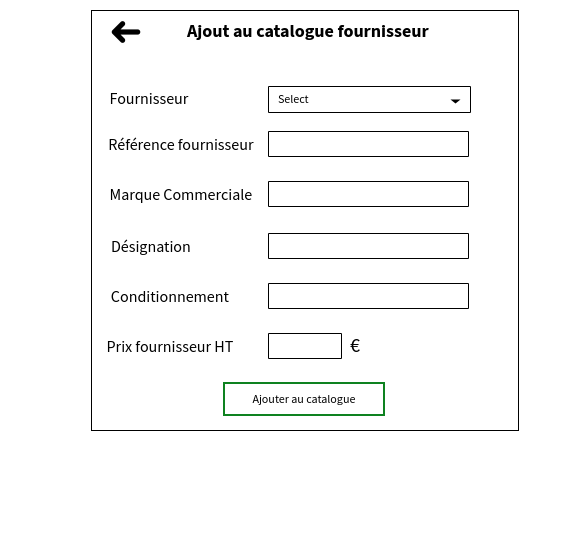 Ajout au catalogue fournisseur
Fournisseur
Select
Référence fournisseur
Marque Commerciale
Désignation
Conditionnement
Prix fournisseur HT
€
Ajouter au catalogue